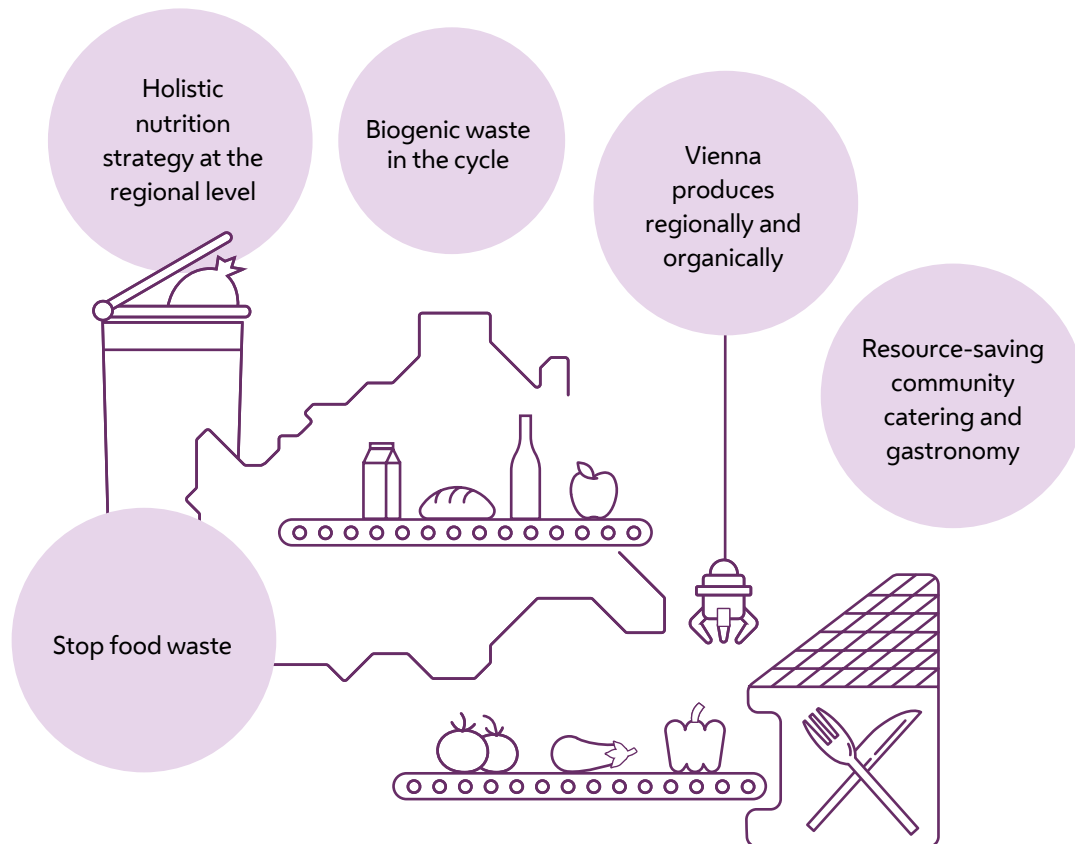 Holistic
nutrition
strategy at the
regional level
Biogenic waste
in the cycle
Vienna
produces
regionally and
organically
Resource-saving
community
catering and
gastronomy
Stop food waste